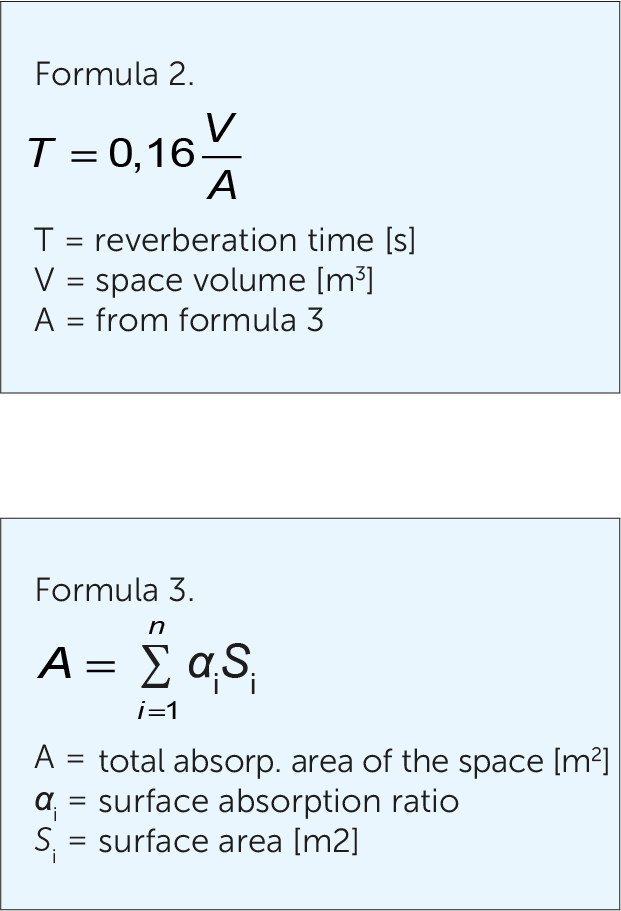 Formula 2.
T = 0,16 V/A
T = reverberation time [s]
V = space volume [m³]
A = from formula 3
Formula 3.
A = ∑ⁿᵢ₌₁ αᵢSᵢ
A = total absorp. area of the space [m²]
αᵢ = surface absorption ratio
Sᵢ = surface area [m2]